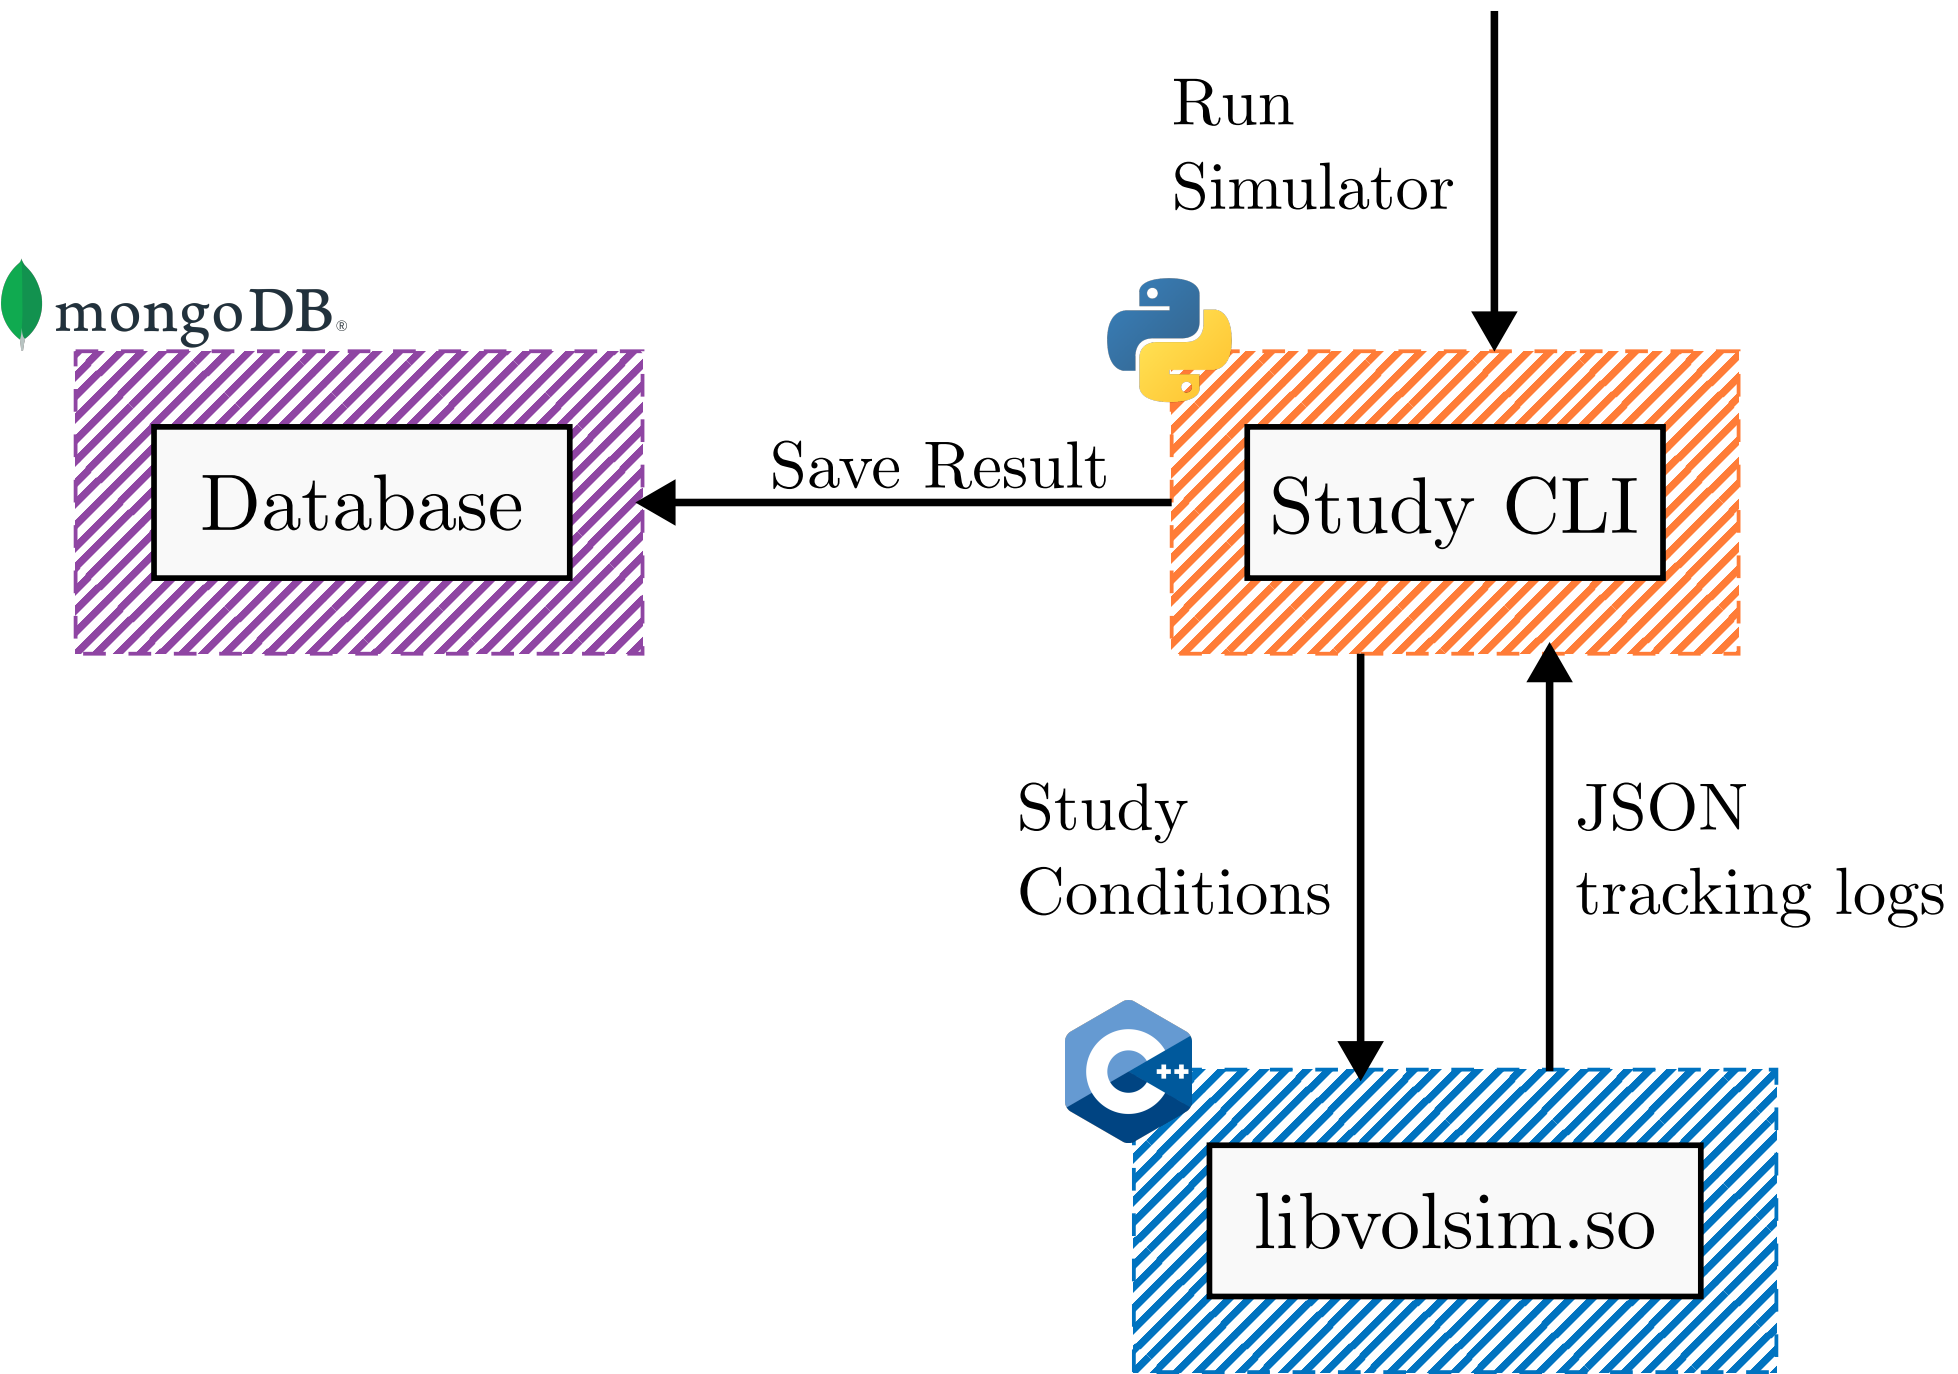 Run
Simulator
mongoDB®
Database
Save Result
Study CLI
Study
Conditions
JSON
tracking logs
C++
libvolsim.so